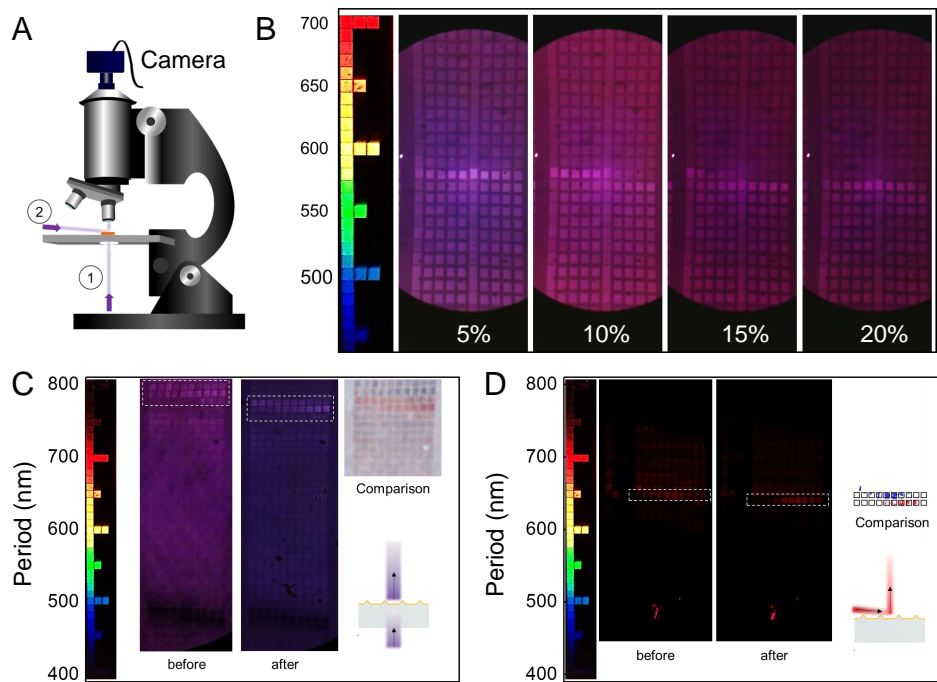 A
Camera
2
1
B
700
650
600
550
500
5%
10%
15%
20%
C
Period (nm)
800
700
600
500
400
before
after
Comparison
D
Period (nm)
800
700
600
500
400
before
after
Comparison